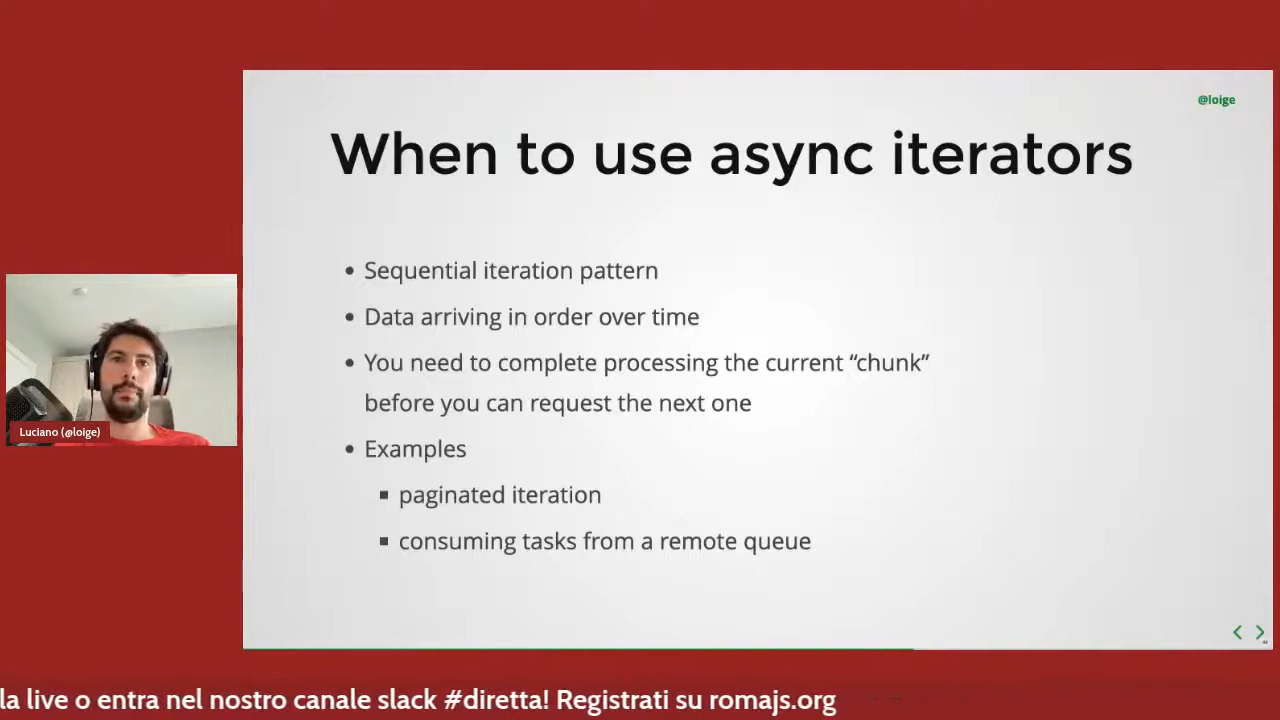 @loige
When to use async iterators
• Sequential iteration pattern
• Data arriving in order over time
• You need to complete processing the current “chunk”
before you can request the next one
• Examples
▪ paginated iteration
▪ consuming tasks from a remote queue
Luciano (@loige)
la live o entra nel nostro canale slack #diretta! Registrati su romajs.org